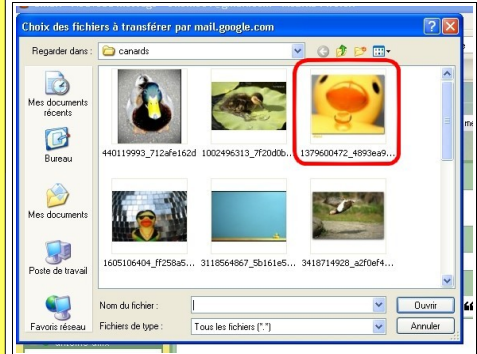 Choix des fichiers à transférer par mail.google.com
Regarder dans :
canards
Mes documents
récents
Bureau
Mes documents
Poste de travail
Favoris réseau
440119993_712afe162d
1002496313_7f20d0b...
1379600472_4893ea9...
1605106404_ff258a5...
3118564867_5b161e5...
3418714928_a2f0ef4...
Nom du fichier :
Ouvrir
Fichiers de type :
Tous les fichiers (*.*)
Annuler